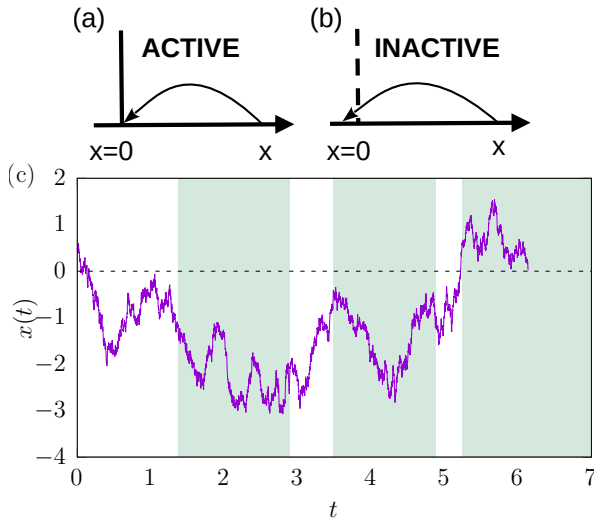 (a)
(b)
ACTIVE
INACTIVE
x=0
x
x=0
x
(c)
2
1
0
−1
−2
−3
−4
x(t)
0
1
2
3
4
5
6
7
t